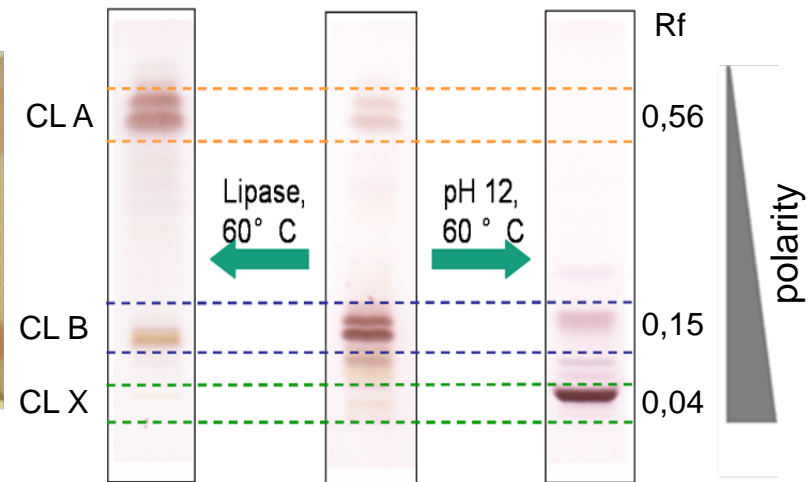 Rf
CL A
0,56
Lipase,
60° C
pH 12,
60 ° C
polarity
CL B
0,15
CL X
0,04